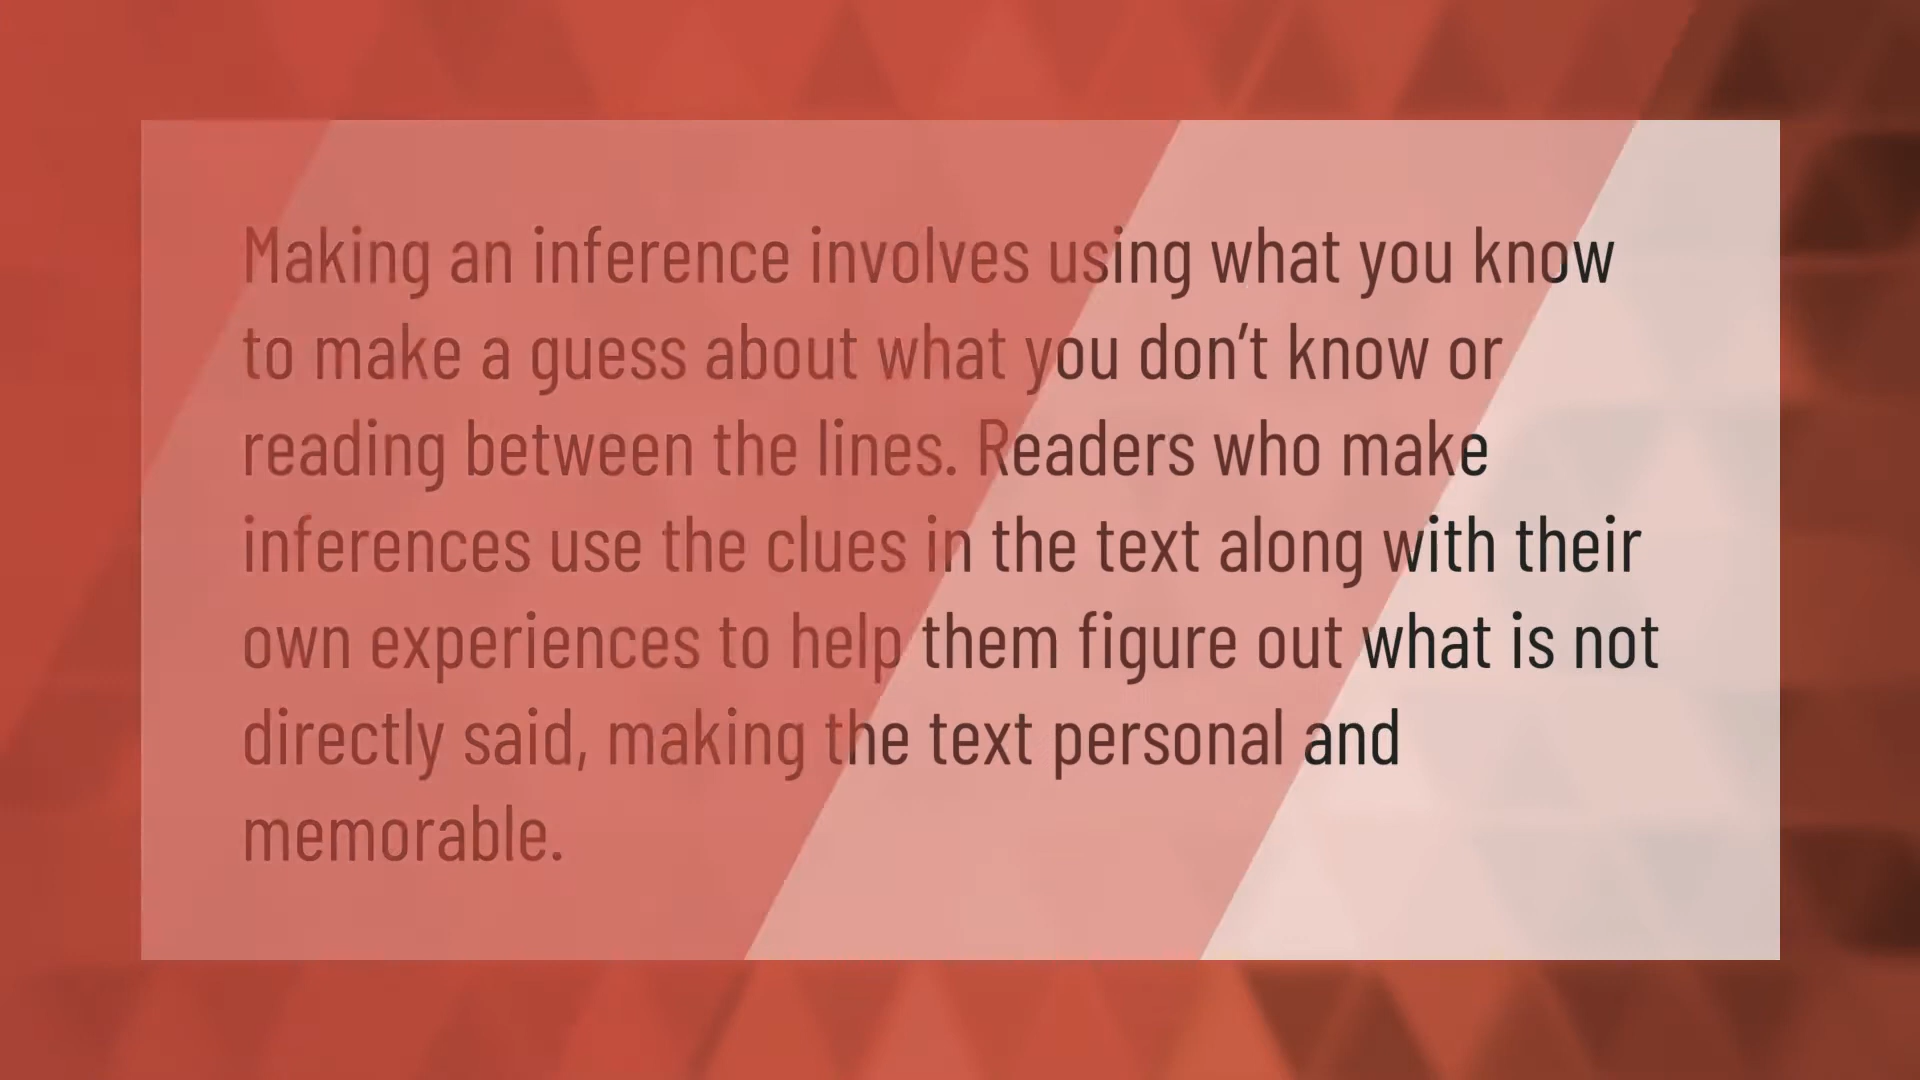 Making an inference involves using what you know
to make a guess about what you don’t know or
reading between the lines. Readers who make
inferences use the clues in the text along with their
own experiences to help them figure out what is not
directly said, making the text personal and
memorable.